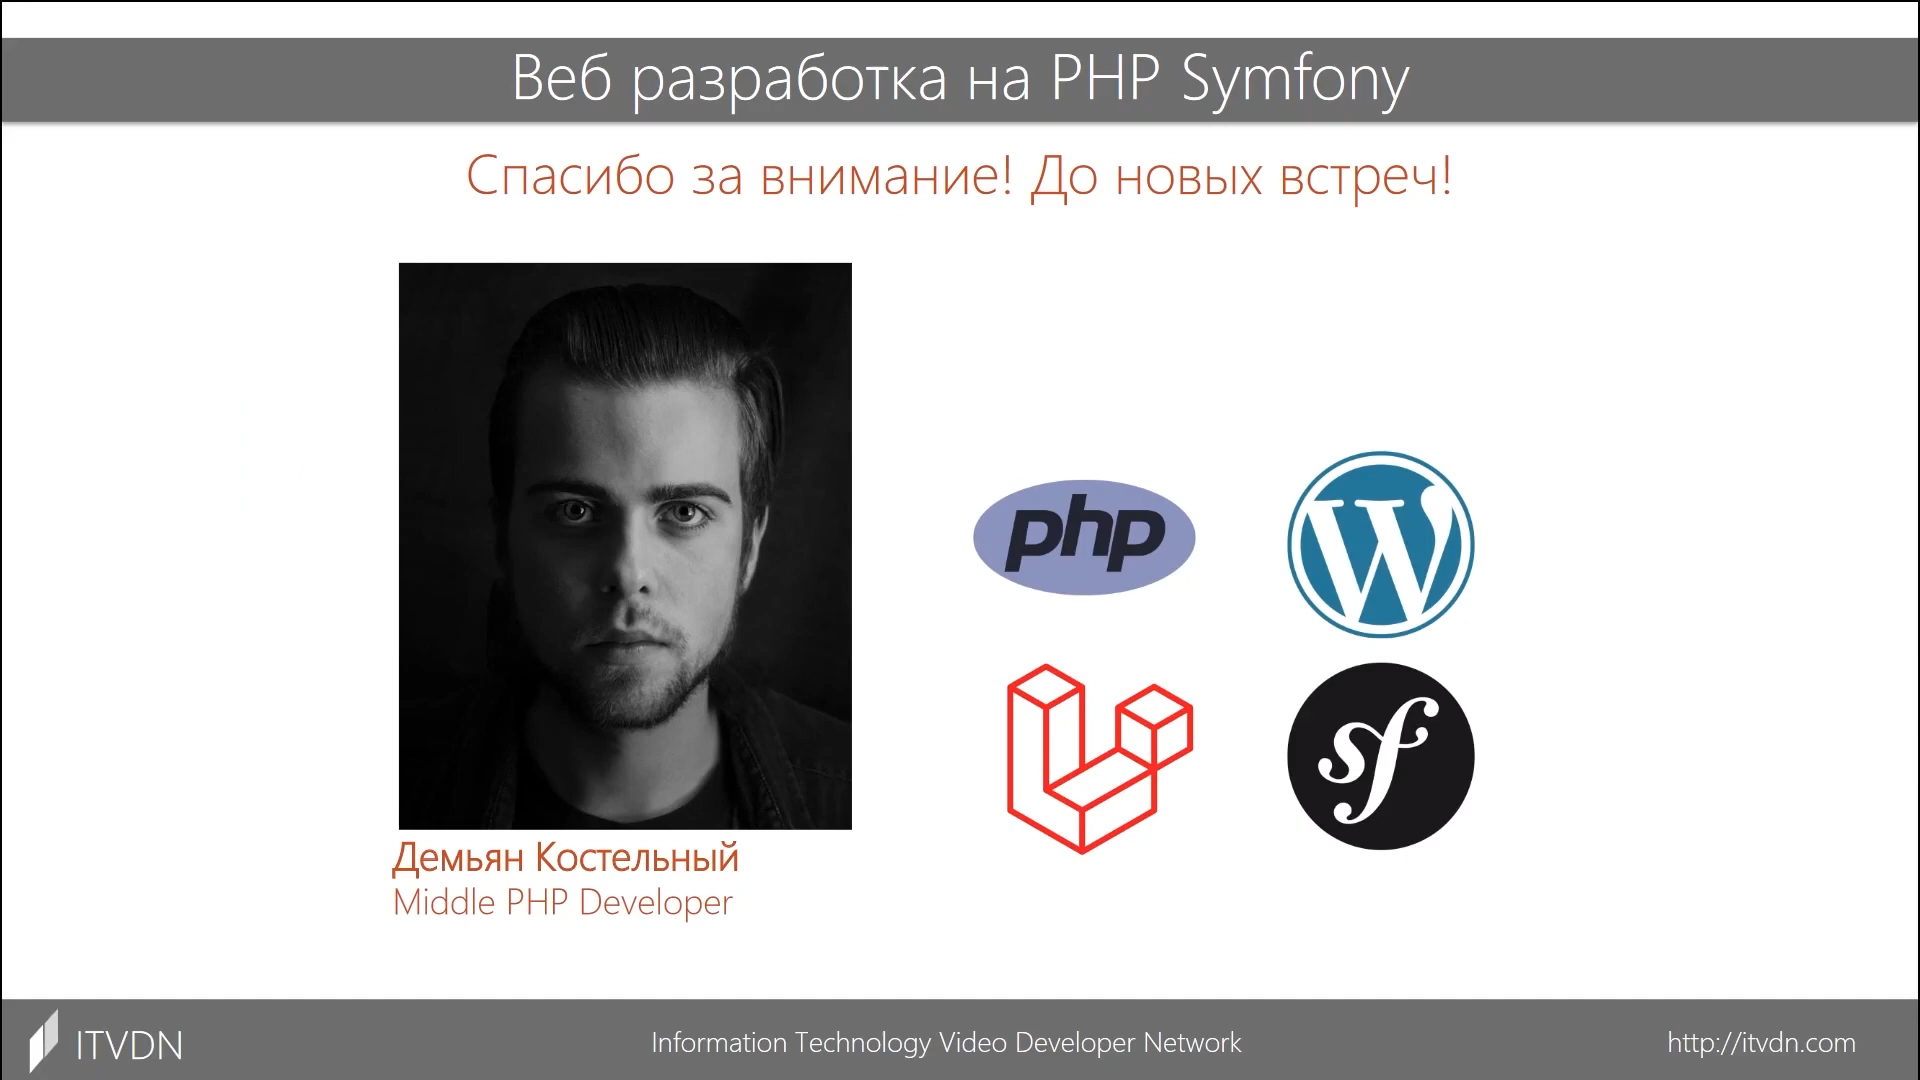 Веб разработка на PHP Symfony
Спасибо за внимание! До новых встреч!
php
W
sf
Демьян Костельный
Middle PHP Developer
ITVDN
Information Technology Video Developer Network
http://itvdn.com